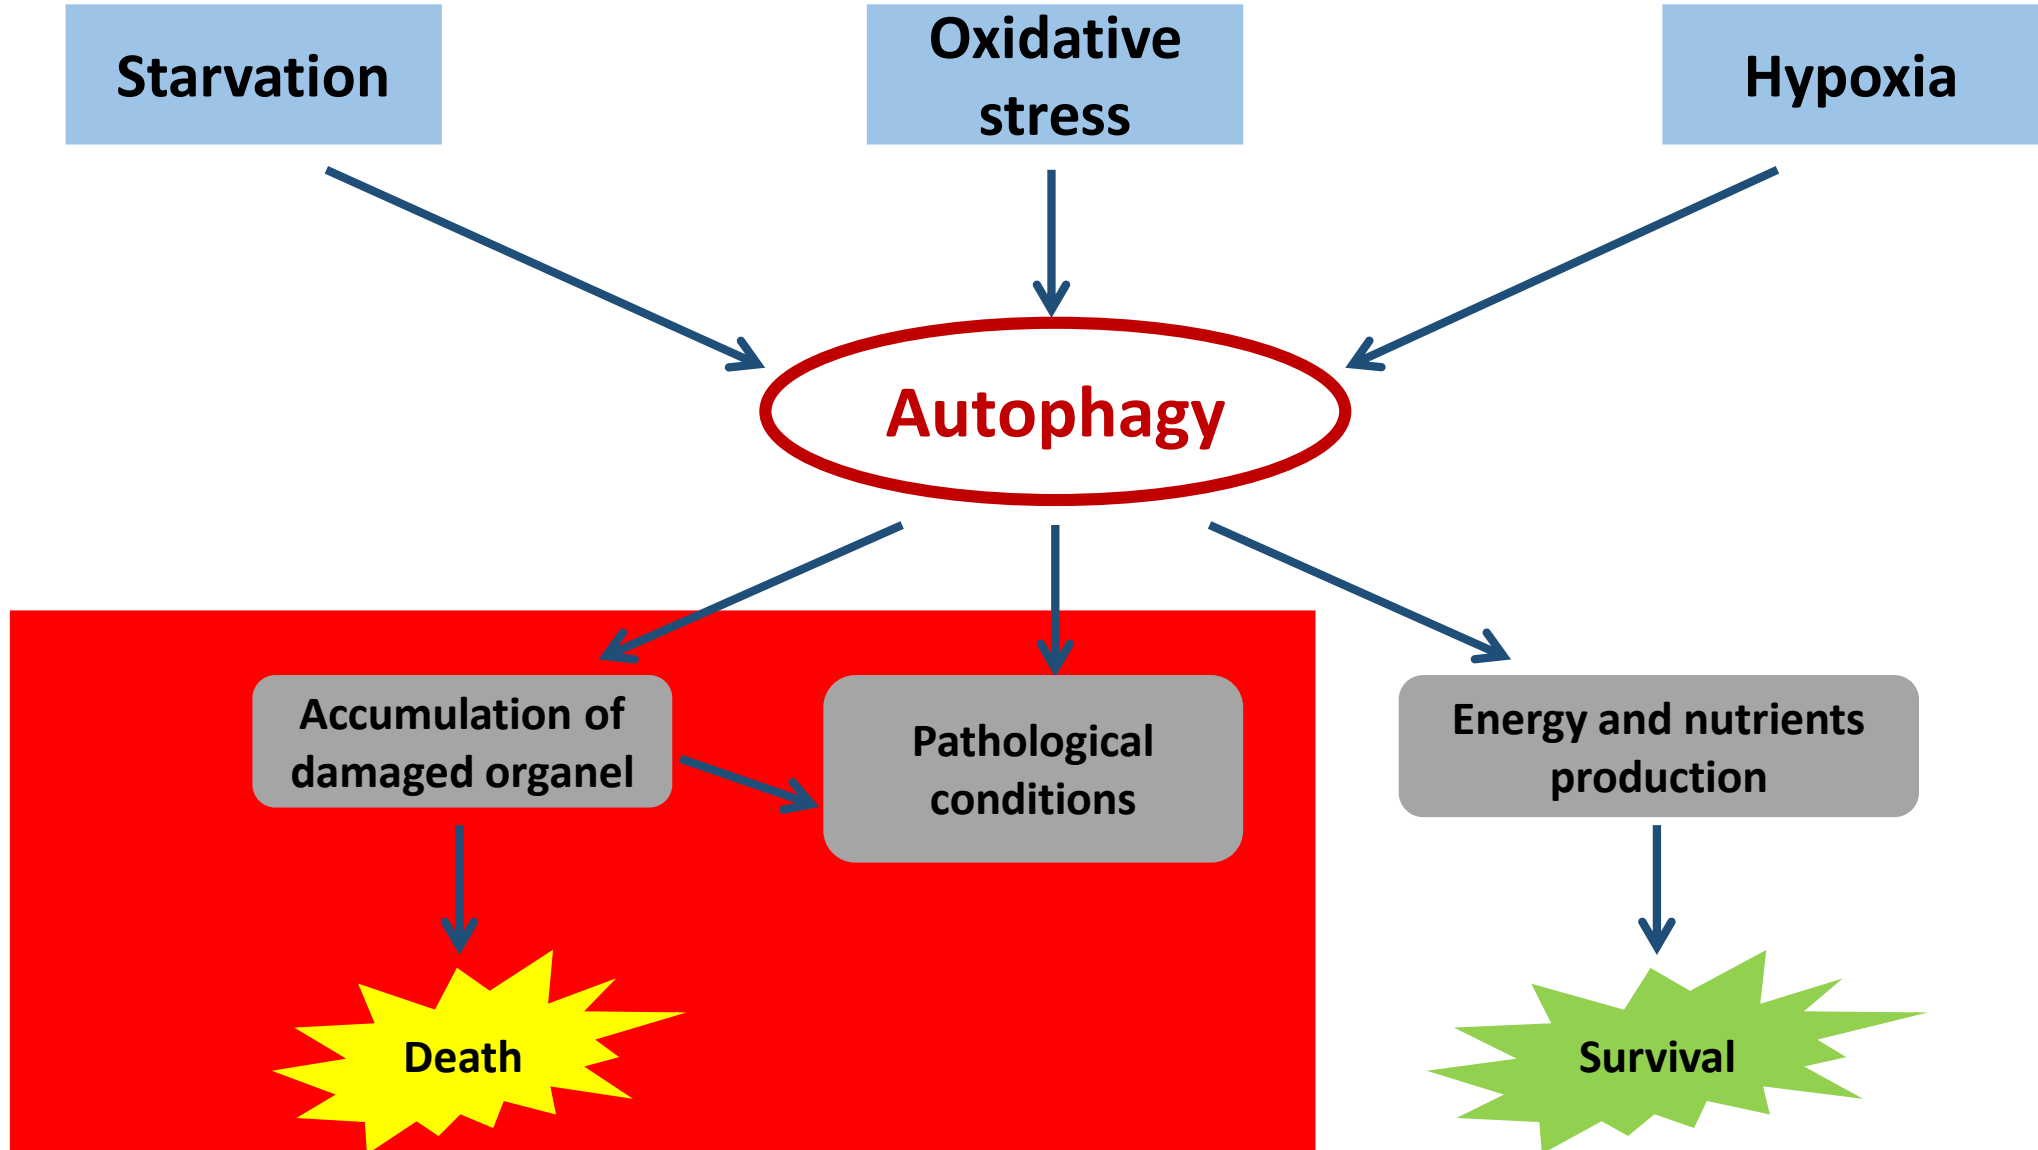 Starvation
Oxidative
stress
Hypoxia
Autophagy
Accumulation of
damaged organel
Pathological
conditions
Energy and nutrients
production
Death
Survival